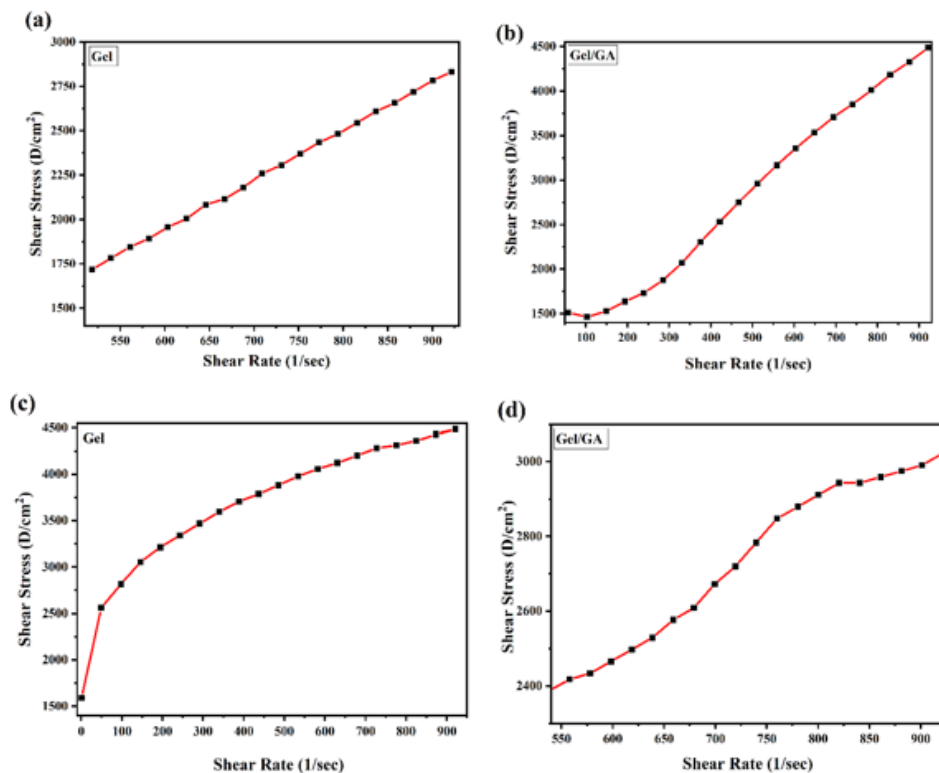 (a)
Gel
3000
2750
2500
2250
2000
1750
1500
Shear Stress (D/cm²)
550 600 650 700 750 800 850 900
Shear Rate (1/sec)
(b)
Gel/GA
4500
4000
3500
3000
2500
2000
1500
Shear Stress (D/cm²)
100 200 300 400 500 600 700 800 900
Shear Rate (1/sec)
(c)
Gel
4500
4000
3500
3000
2500
2000
1500
Shear Stress (D/cm²)
0 100 200 300 400 500 600 700 800 900
Shear Rate (1/sec)
(d)
Gel/GA
3000
2800
2600
2400
Shear Stress (D/cm²)
550 600 650 700 750 800 850 900
Shear Rate (1/sec)